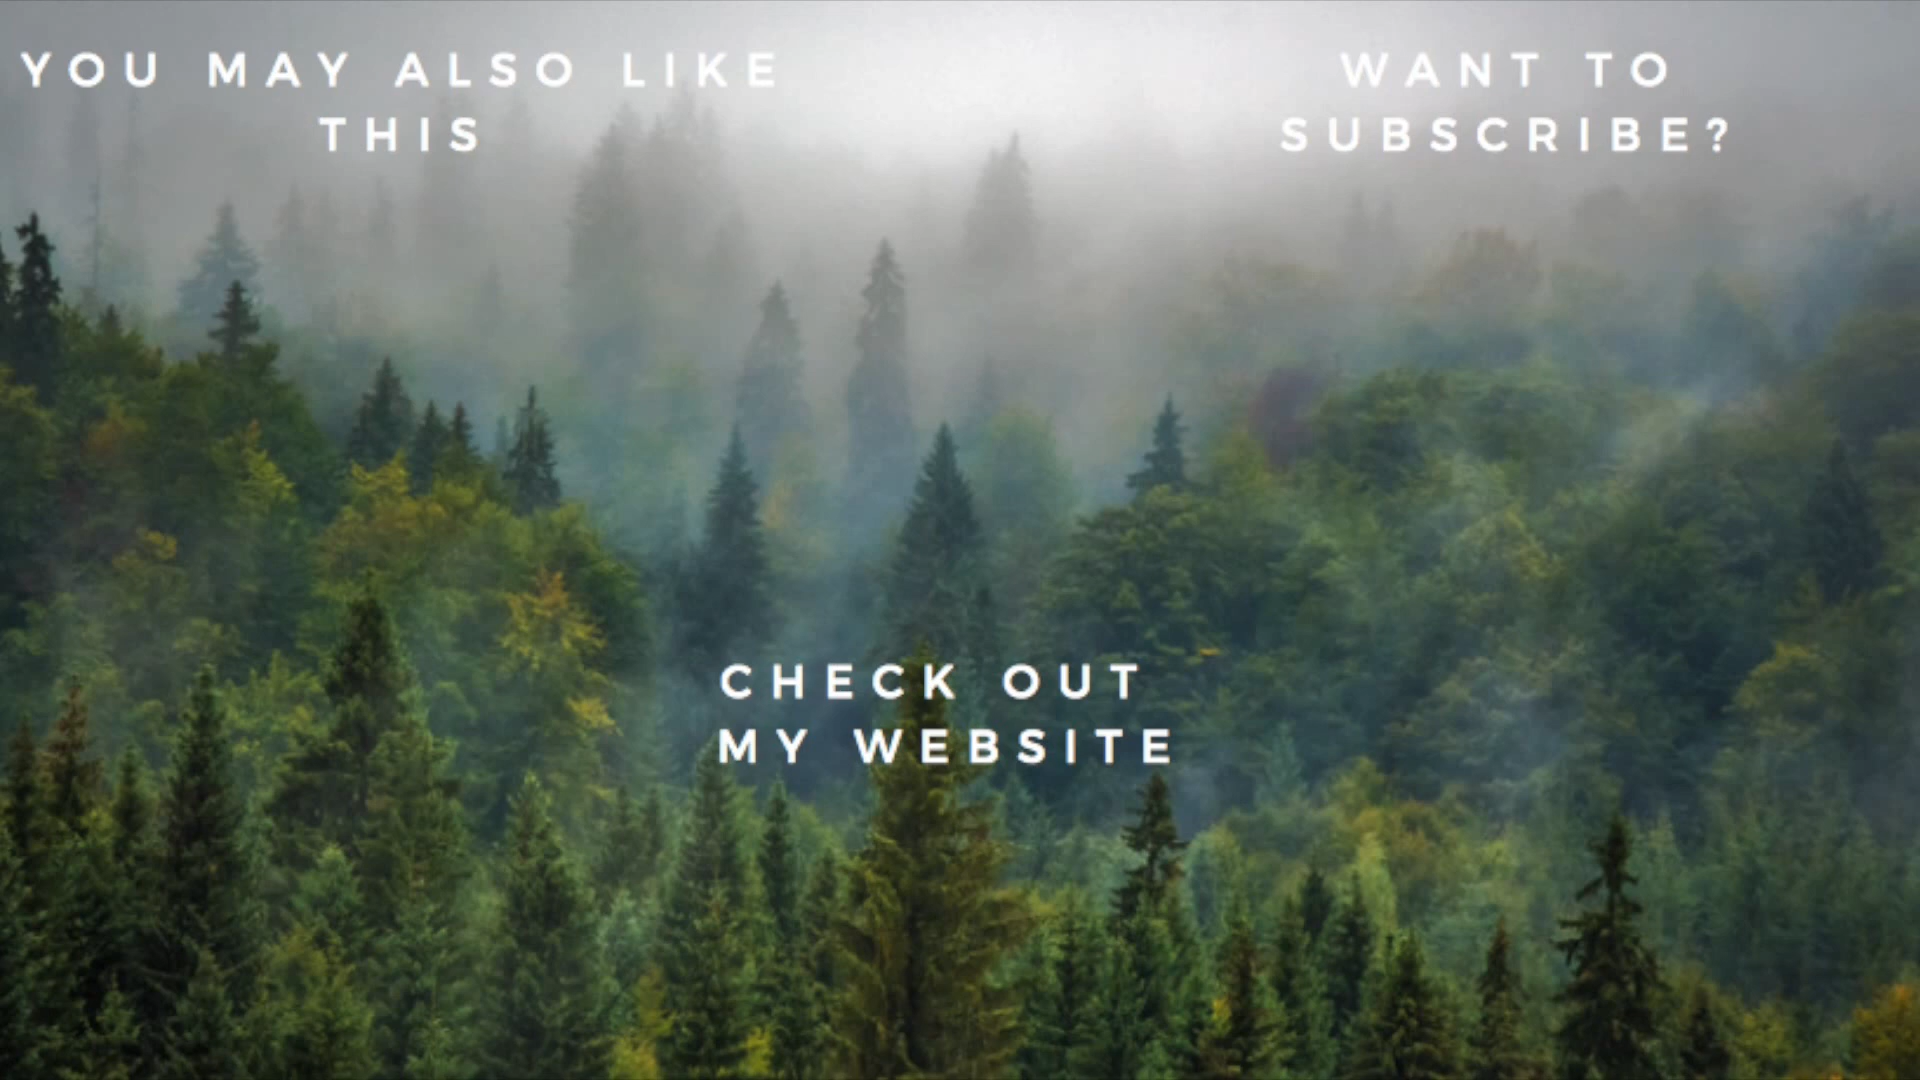 YOU MAY ALSO LIKE
THIS
WANT TO
SUBSCRIBE?
CHECK OUT
MY WEBSITE